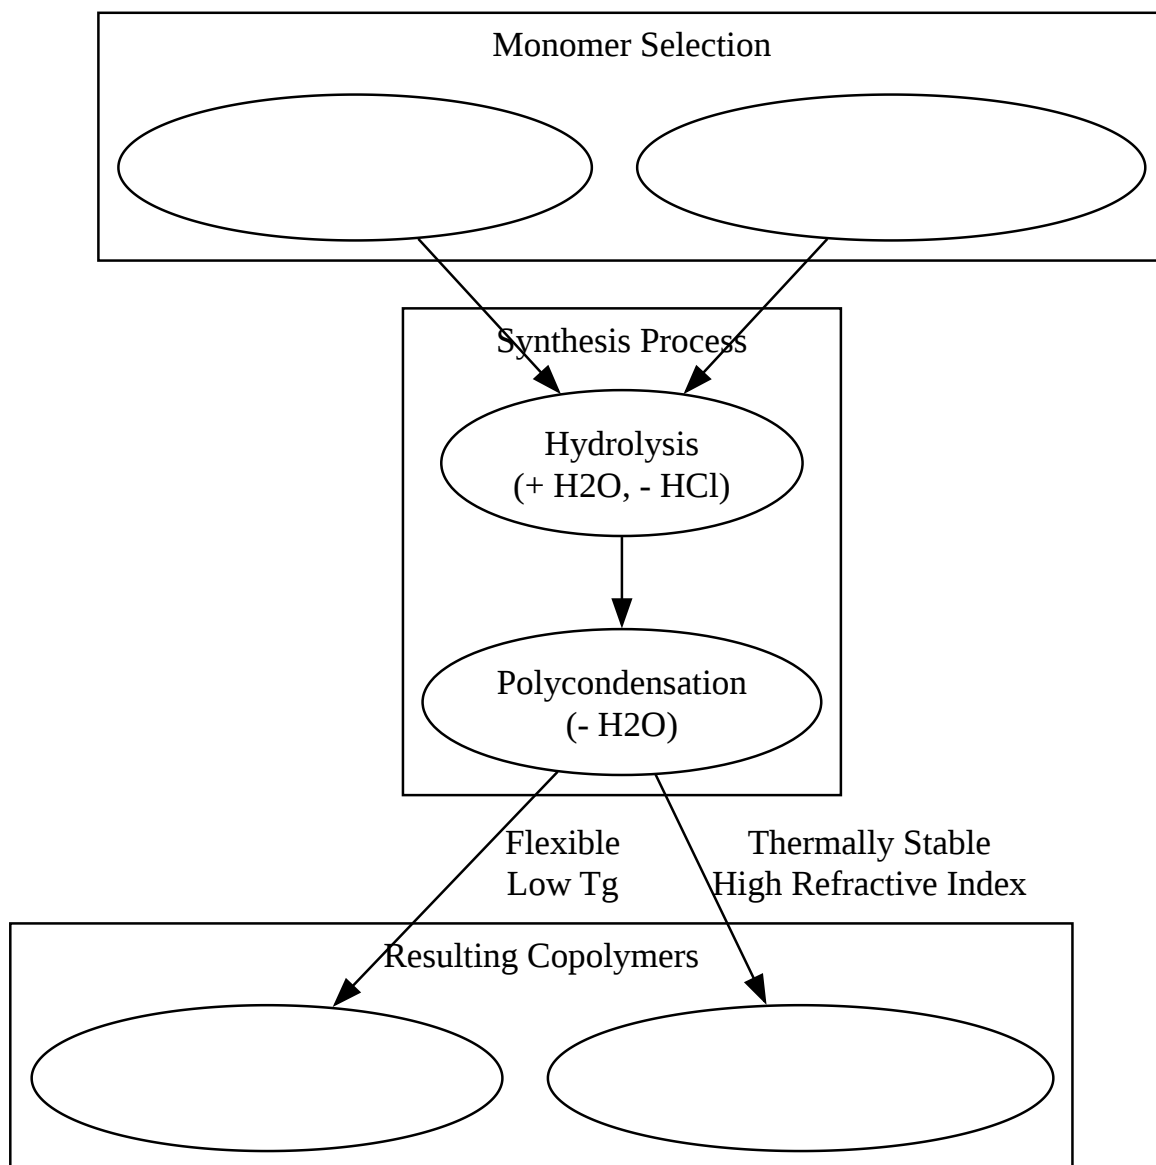 Monomer Selection
Synthesis Process
Hydrolysis
(+ H2O, - HCl)
Polycondensation
(- H2O)
Flexible
Low Tg
Thermally Stable
High Refractive Index
Resulting Copolymers